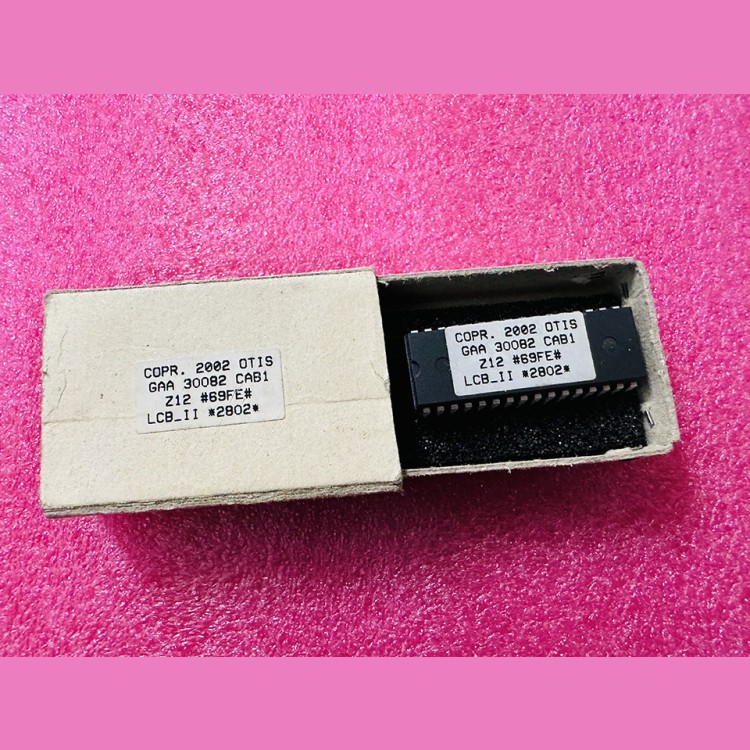 COPR. 2002 OTIS
GAA 30082 CAB1
Z12 #69FE#
LCB_II *2802*
COPR. 2002 OTIS
GAA 30082 CAB1
Z12 #69FE#
LCB_II *2802*